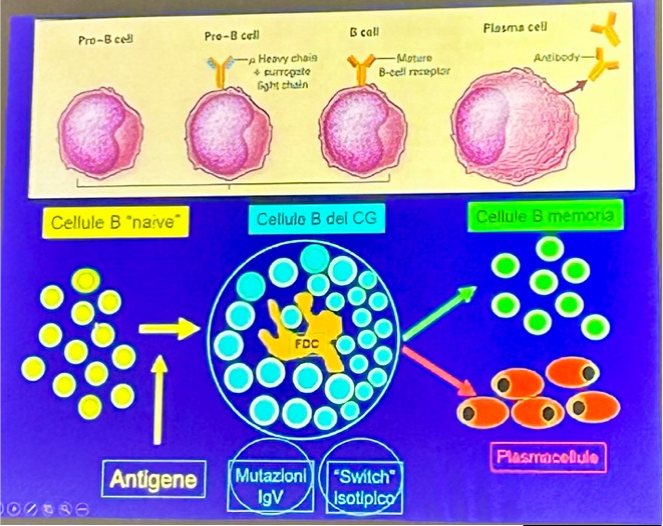 Pro-B cell
Pre-B cell
B cell
Plasma cell
μ Heavy chain
+ surrogate
light chain
Mature
B-cell receptor
Antibody
Cellule B "naive"
Cellule B del CG
Cellule B memoria
FDC
Antigene
Mutazioni
IgV
"Switch"
Isotipico
Plasmacellule